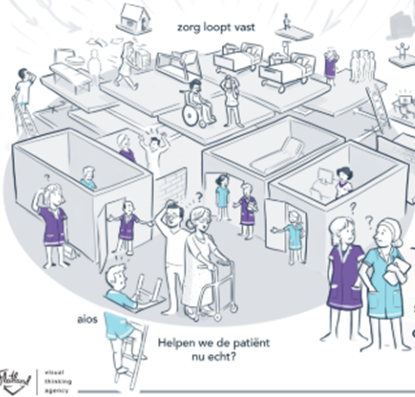 zorg loopt vast
aios
Helpen we de patiënt
nu echt?
visual
thinking
agency